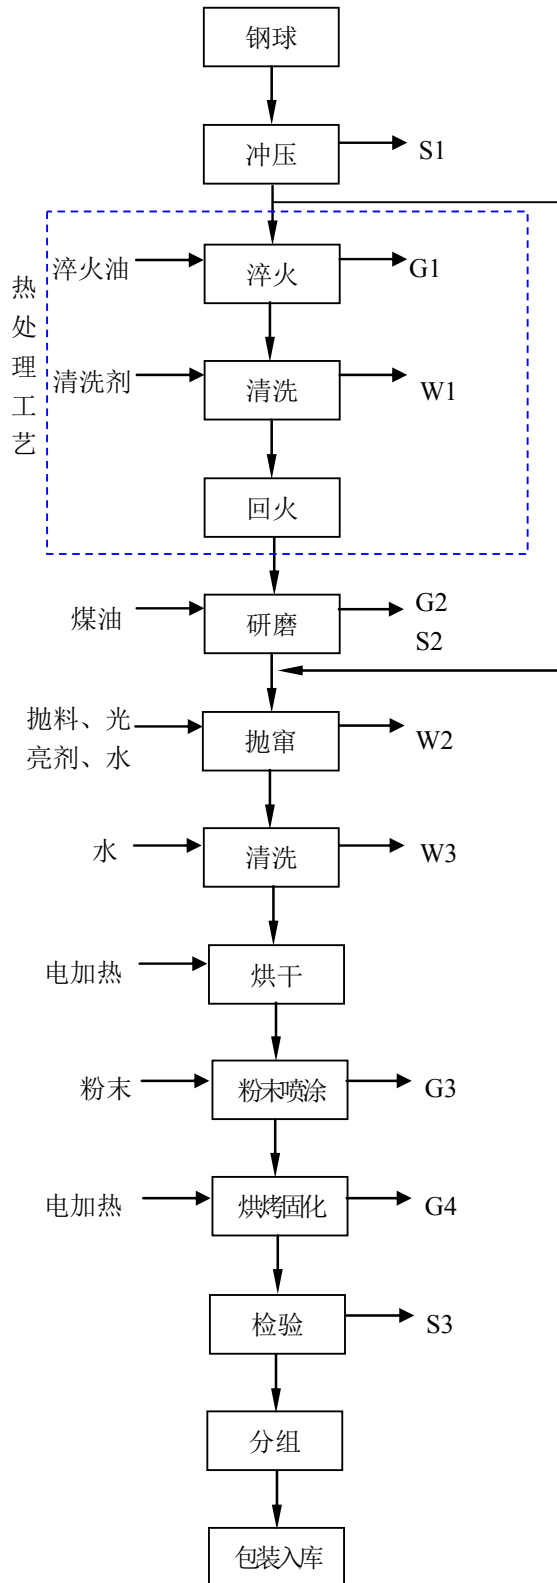 钢球
冲压
S1
淬火油
淬火
G1
热处理工艺
清洗剂
清洗
W1
回火
煤油
研磨
G2
S2
抛料、光
亮剂、水
抛窜
W2
水
清洗
W3
电加热
烘干
粉末
粉末喷涂
G3
电加热
烘烤固化
G4
检验
S3
分组
包装入库